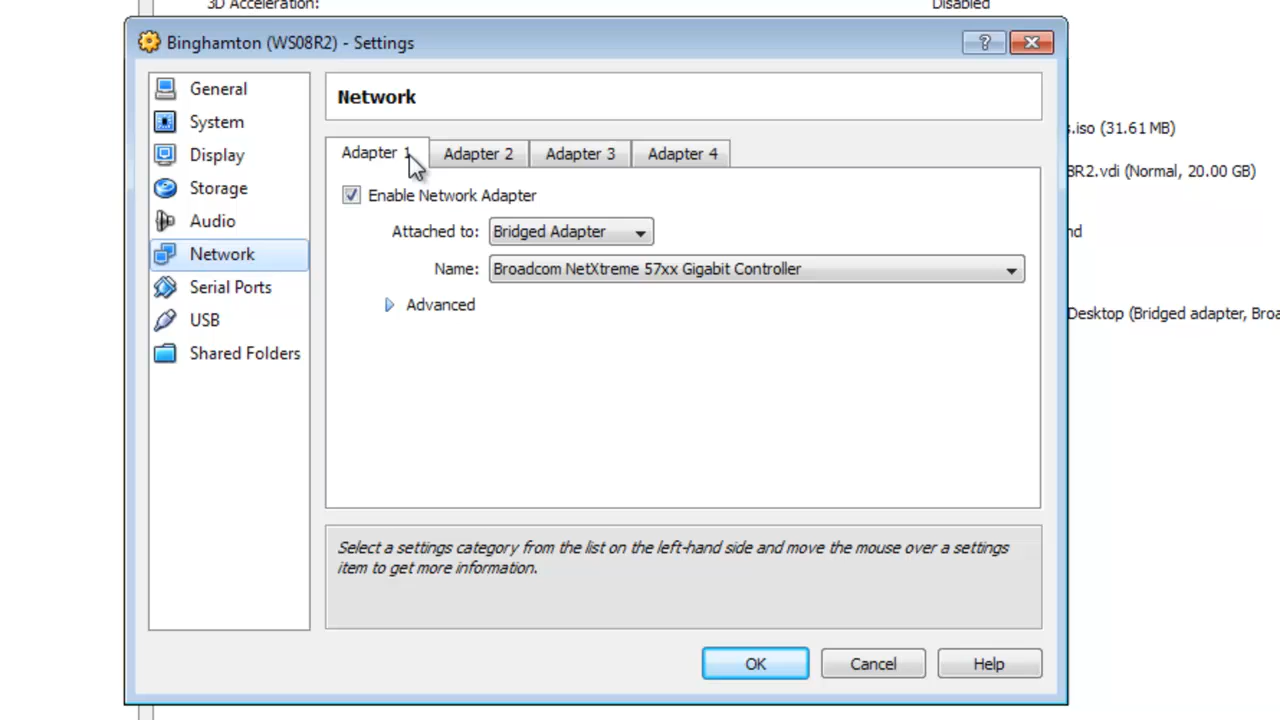 3D Acceleration:
Disabled
Binghamton (WS08R2) - Settings
General
System
Display
Storage
Audio
Network
Serial Ports
USB
Shared Folders
Network
Adapter 1
Adapter 2
Adapter 3
Adapter 4
Enable Network Adapter
Attached to: Bridged Adapter
Name: Broadcom NetXtreme 57xx Gigabit Controller
Advanced
Select a settings category from the list on the left-hand side and move the mouse over a settings
item to get more information.
OK
Cancel
Help
s.iso (31.61 MB)
8R2.vdi (Normal, 20.00 GB)
nd
Desktop (Bridged adapter, Broa